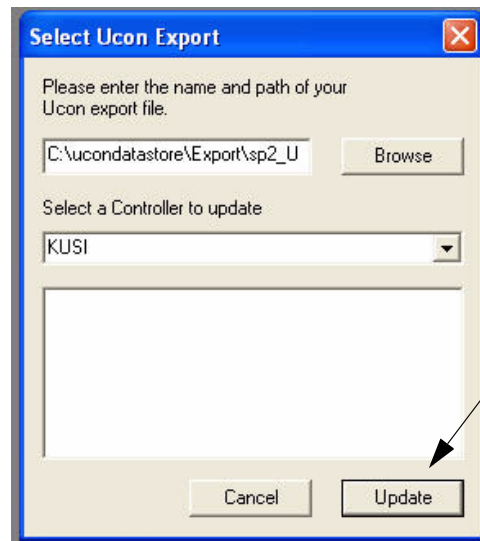 Select Ucon Export
Please enter the name and path of your
Ucon export file.
C:\ucondatastore\Export\sp2_U
Browse
Select a Controller to update
KUSI
Cancel
Update